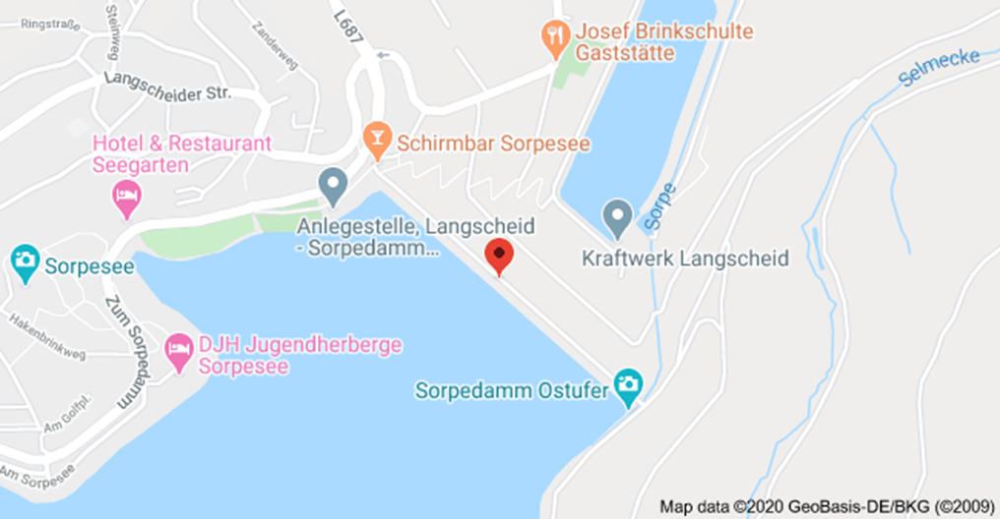 Ringstraße
Steinweg
Zanderweg
L687
Josef Brinkschulte
Gaststätte
Selmecke
Langscheider Str.
Hotel & Restaurant
Seegarten
Schirmbar Sorpesee
Sorpe
Anlegestelle, Langscheid
- Sorpedamm...
Kraftwerk Langscheid
Sorpesee
Hakenbrinkweg
Zum Sorpedamm
DJH Jugendherberge
Sorpesee
Sorpedamm Ostufer
Am Golfpl.
Am Sorpesee
Map data ©2020 GeoBasis-DE/BKG (©2009)